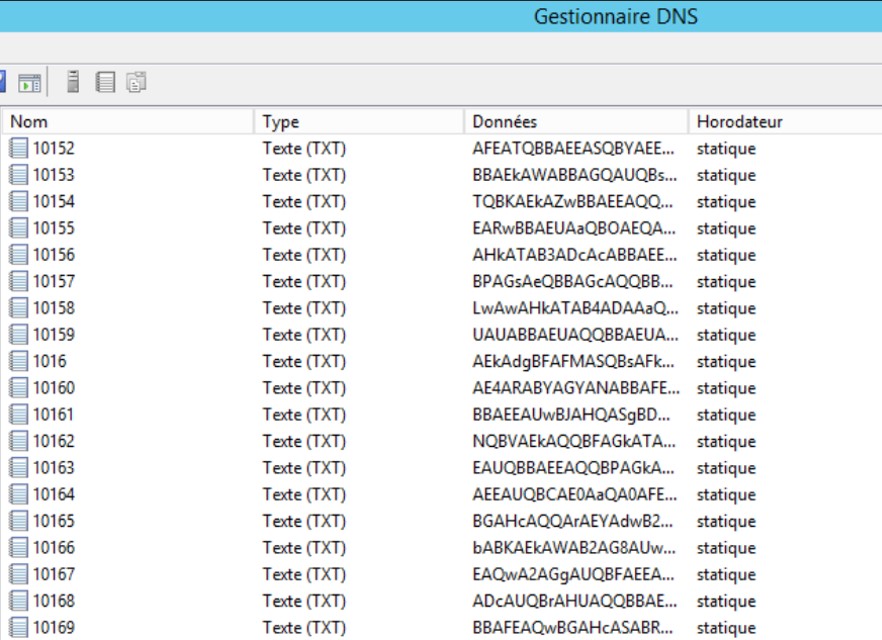 Gestionnaire DNS
Nom Type Données Horodateur
10152 Texte (TXT) AFEATQBBAEEASQBYAEE... statique
10153 Texte (TXT) BBAEkAWABBAGQAUQBs... statique
10154 Texte (TXT) TQBKAEkAZwBBAEEAQQ... statique
10155 Texte (TXT) EARwBBAEUAaQBOAEQA... statique
10156 Texte (TXT) AHkATAB3ADcAcABBAEE... statique
10157 Texte (TXT) BPAGsAeQBBAGcAQQBB... statique
10158 Texte (TXT) LwAwAHkATAB4ADAAaQ... statique
10159 Texte (TXT) UAUABBAEUAQQBBAEUA... statique
1016 Texte (TXT) AEkAdgBFAFMASQBsAFk... statique
10160 Texte (TXT) AE4ARABYAGYANABBAFE... statique
10161 Texte (TXT) BBAEEAUwBJAHQASgBD... statique
10162 Texte (TXT) NQBVAEkAQQBFAGkATA... statique
10163 Texte (TXT) EAUQBBAEEAQQBPAGkA... statique
10164 Texte (TXT) AEEAUQBCAE0AaQA0AFE... statique
10165 Texte (TXT) BGAHcAQQArAEYAdwB2... statique
10166 Texte (TXT) bABKAEkAWAB2AG8AUw... statique
10167 Texte (TXT) EAQwA2AGgAUQBFAEEA... statique
10168 Texte (TXT) ADcAUQBrAHUAQQBBAE... statique
10169 Texte (TXT) BBAFEAQwBGAHcASABR... statique